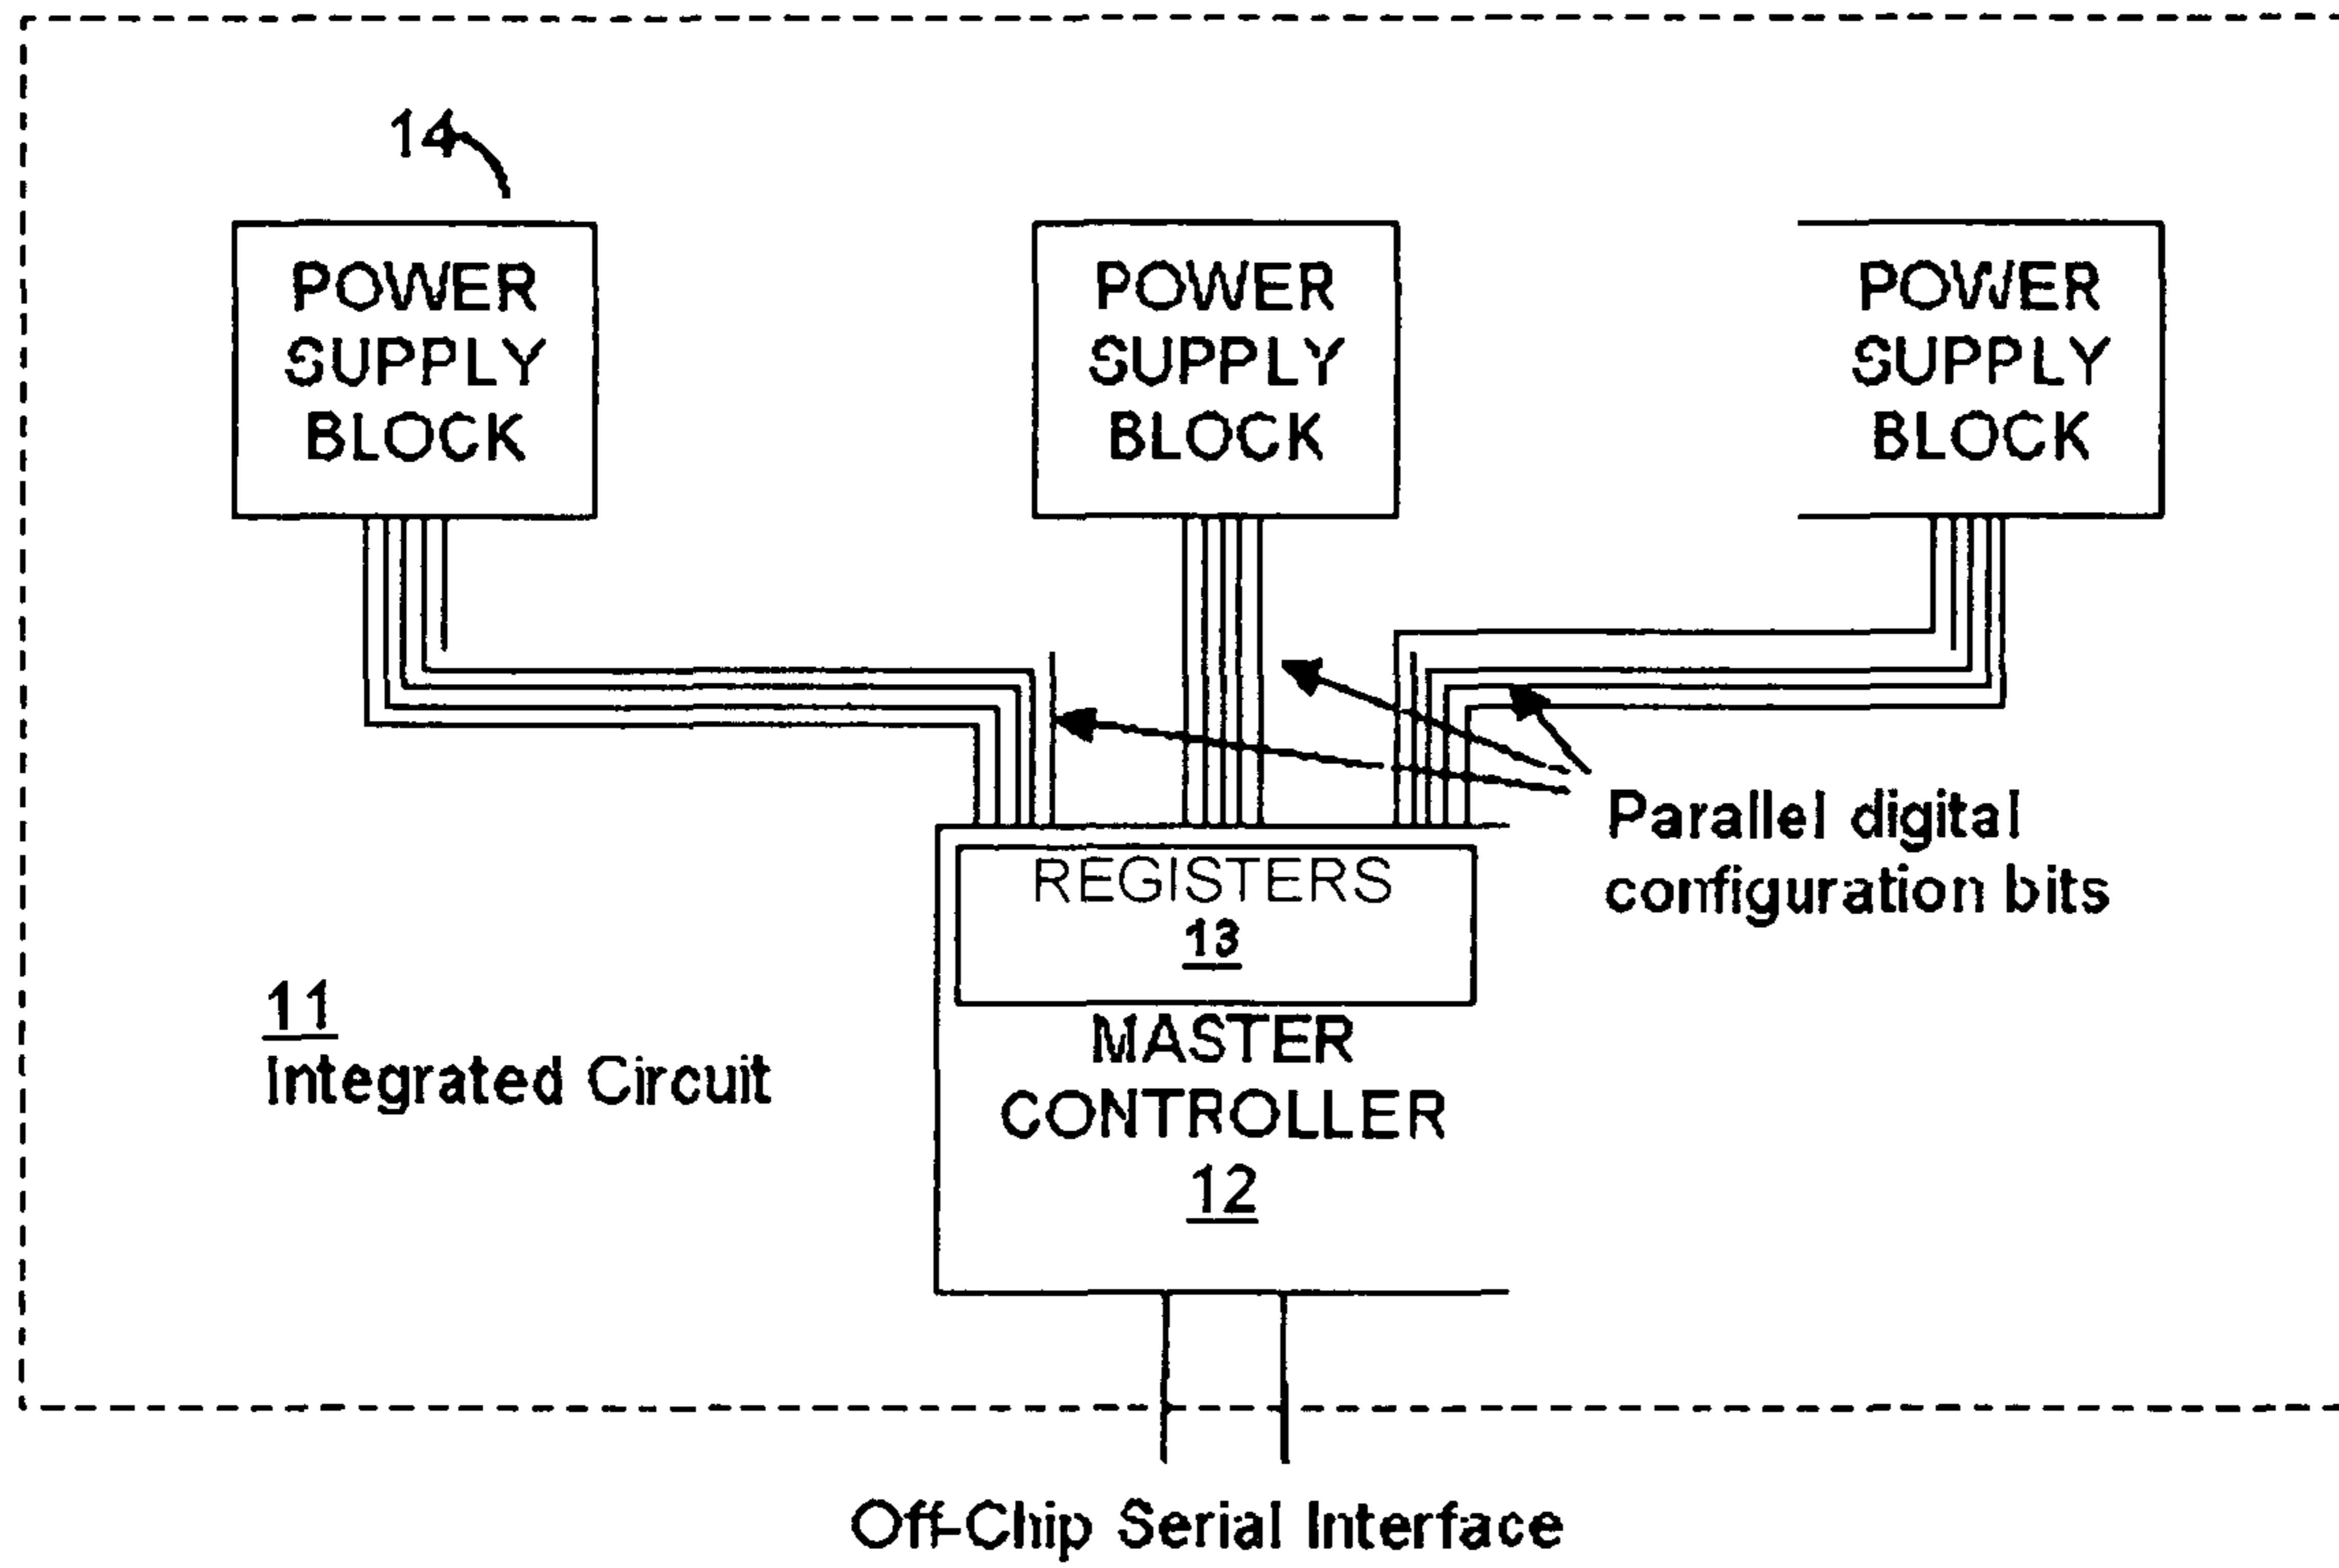 14
POWER
SUPPLY
BLOCK
POWER
SUPPLY
BLOCK
POWER
SUPPLY
BLOCK
Parallel digital
configuration bits
REGISTERS
13
MASTER
CONTROLLER
12
11
Integrated Circuit
Off-Chip Serial Interface